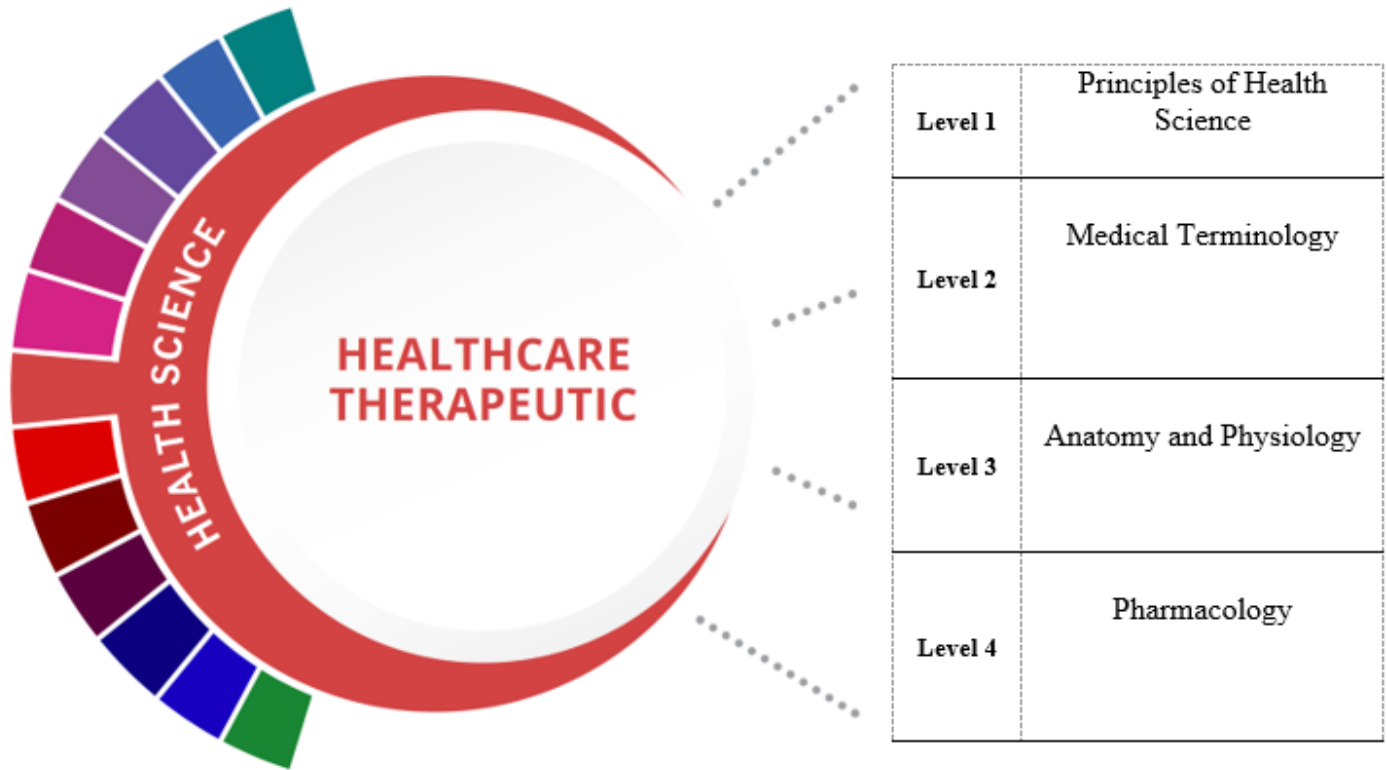 HEALTH SCIENCE
HEALTHCARE
THERAPEUTIC
Level 1
Principles of Health
Science
Level 2
Medical Terminology
Level 3
Anatomy and Physiology
Level 4
Pharmacology